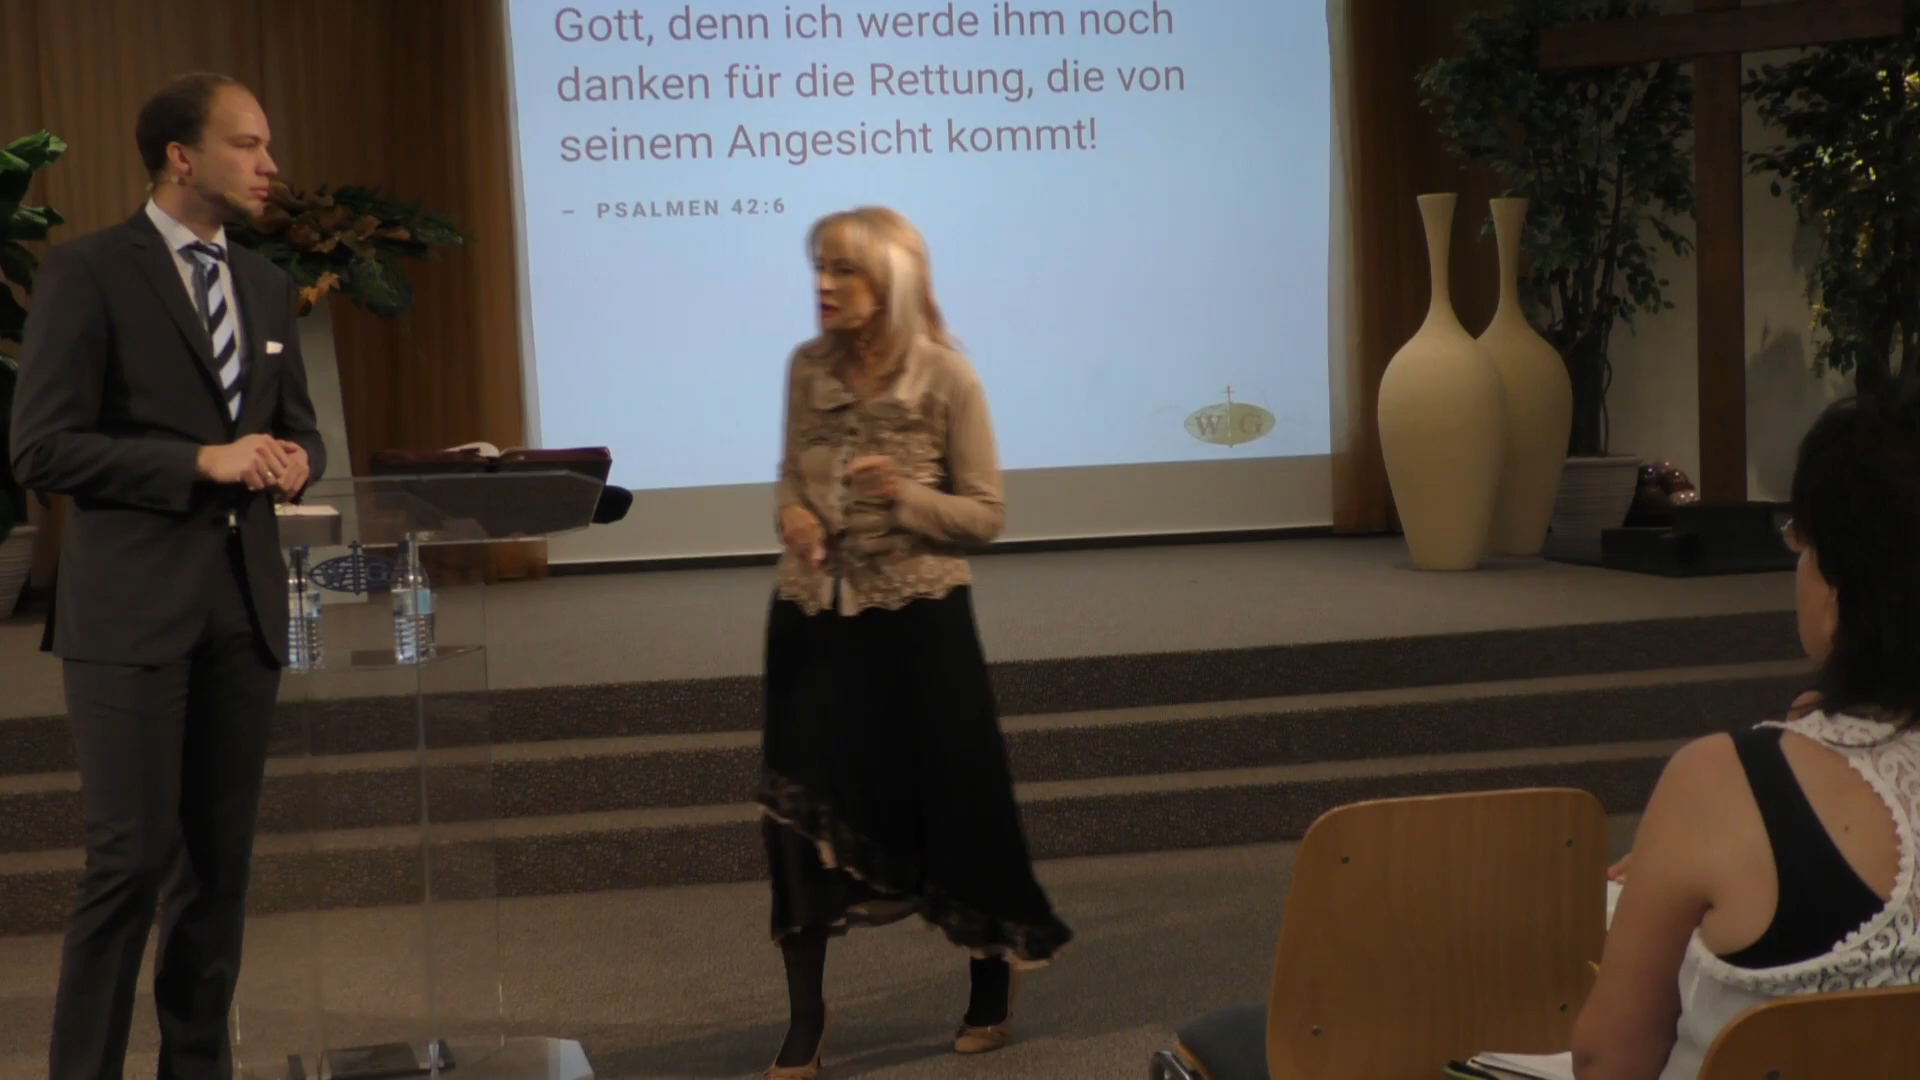 Gott, denn ich werde ihm noch
danken für die Rettung, die von
seinem Angesicht kommt!
– PSALMEN 42:6
W G